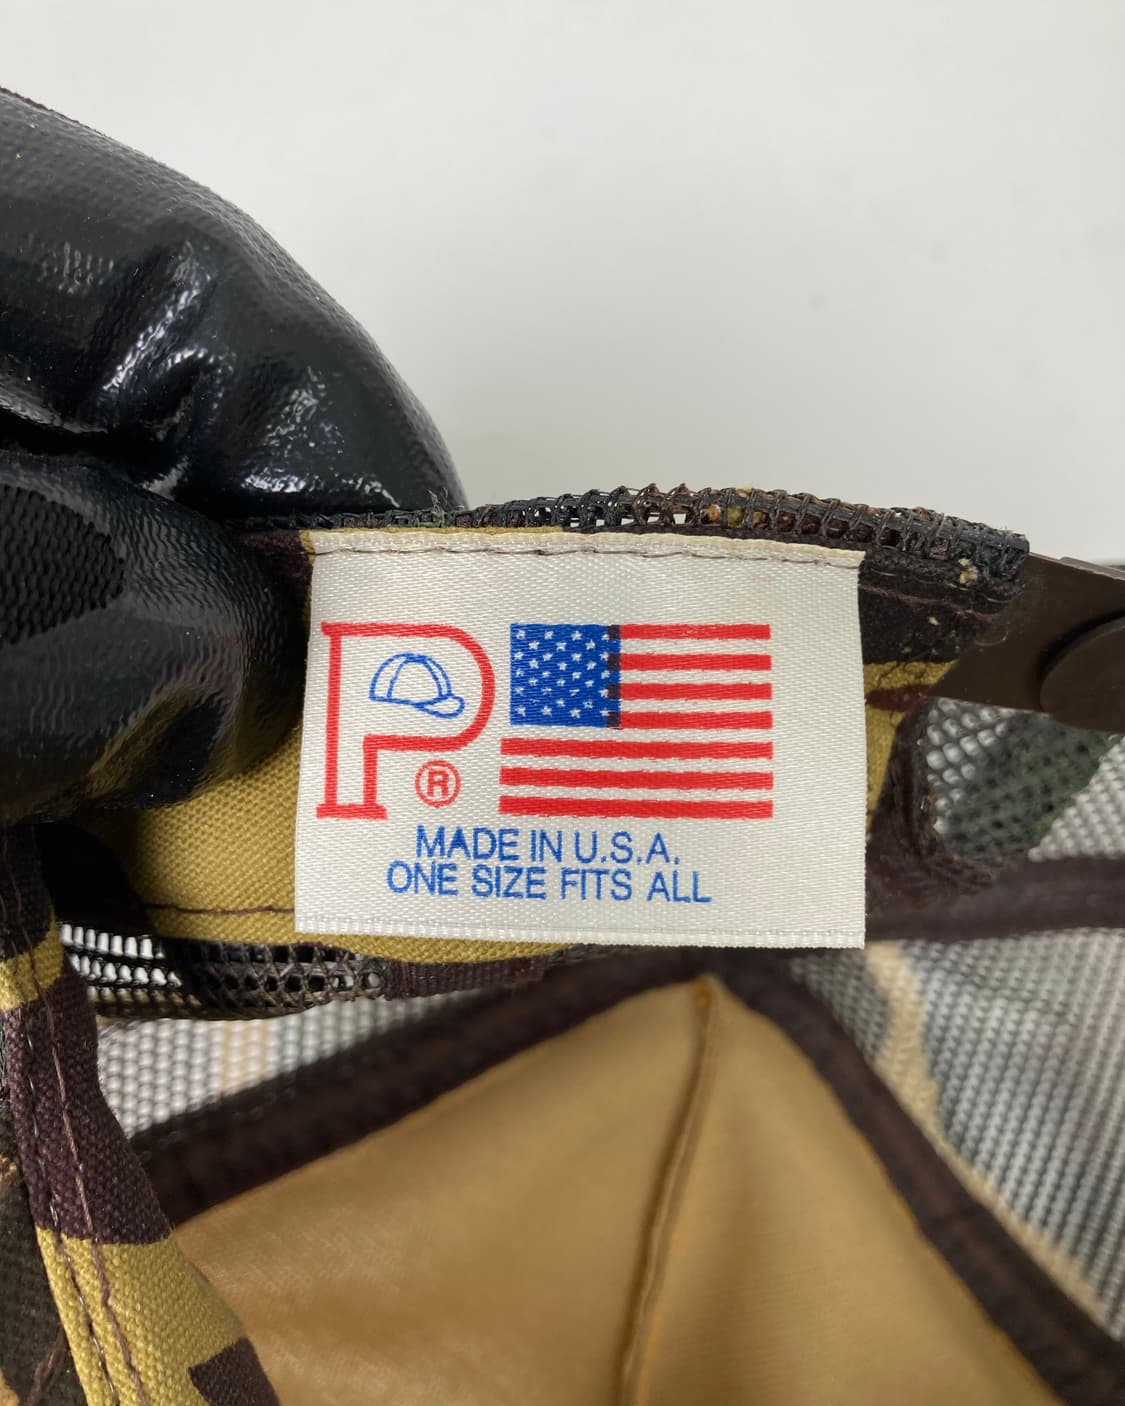 P
®
MADE IN U.S.A.
ONE SIZE FITS ALL